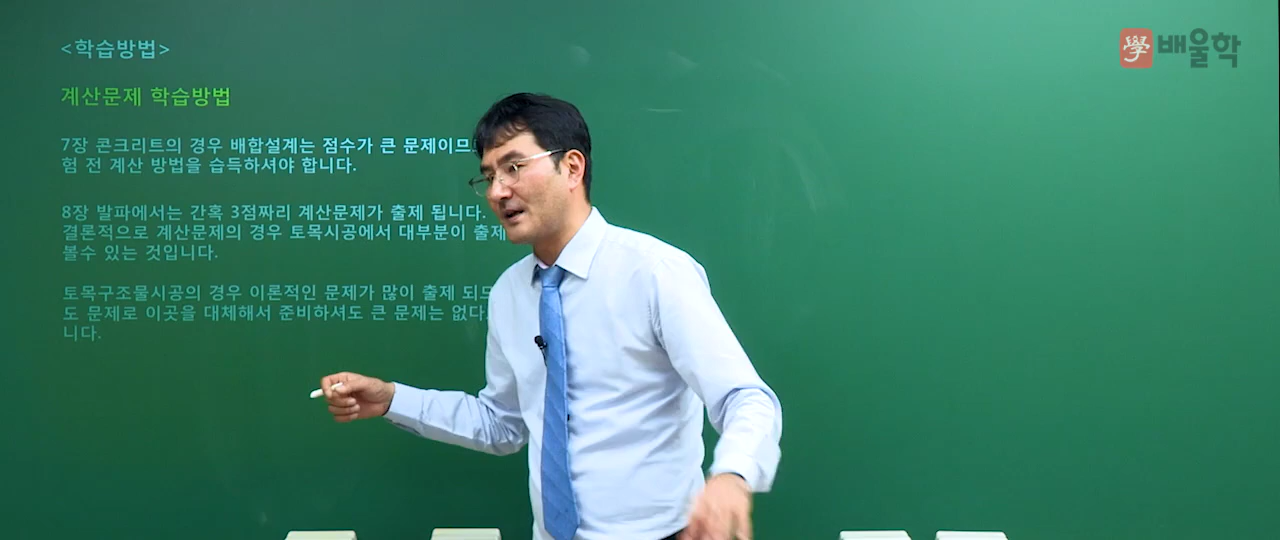 <학습방법>
學 배울학
계산문제 학습방법
7장 콘크리트의 경우 배합설계는 점수가 큰 문제이므
험 전 계산 방법을 습득하셔야 합니다.
8장 발파에서는 간혹 3점짜리 계산문제가 출제 됩니다.
결론적으로 계산문제의 경우 토목시공에서 대부분이 출제
볼수 있는 것입니다.
토목구조물시공의 경우 이론적인 문제가 많이 출제 되므
도 문제로 이곳을 대체해서 준비하셔도 큰 문제는 없다
니다.